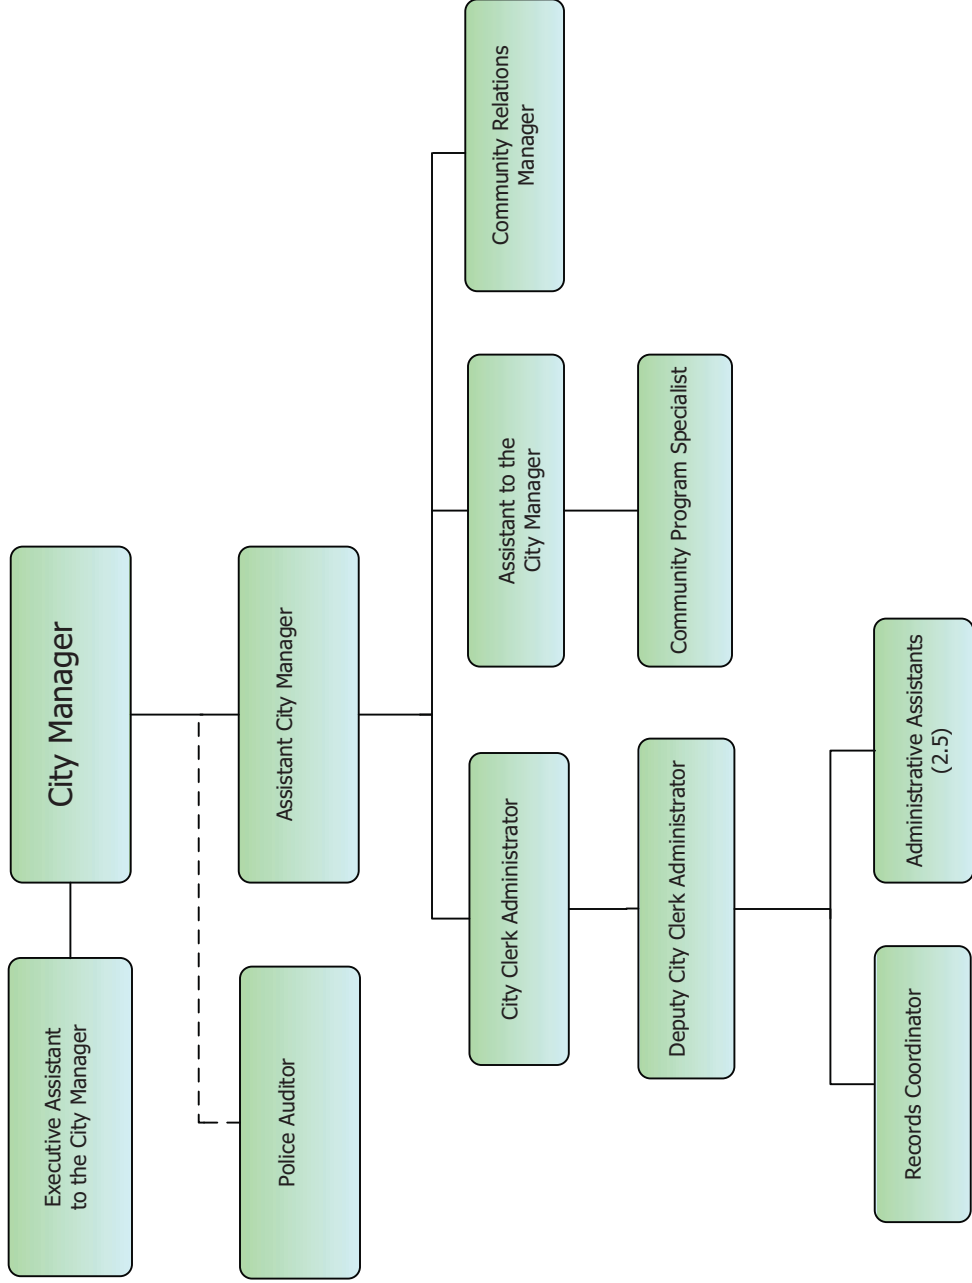 City Manager
Executive Assistant
to the City Manager
Police Auditor
Assistant City Manager
City Clerk Administrator
Assistant to the
City Manager
Community Relations
Manager
Deputy City Clerk Administrator
Community Program Specialist
Records Coordinator
Administrative Assistants
(2.5)